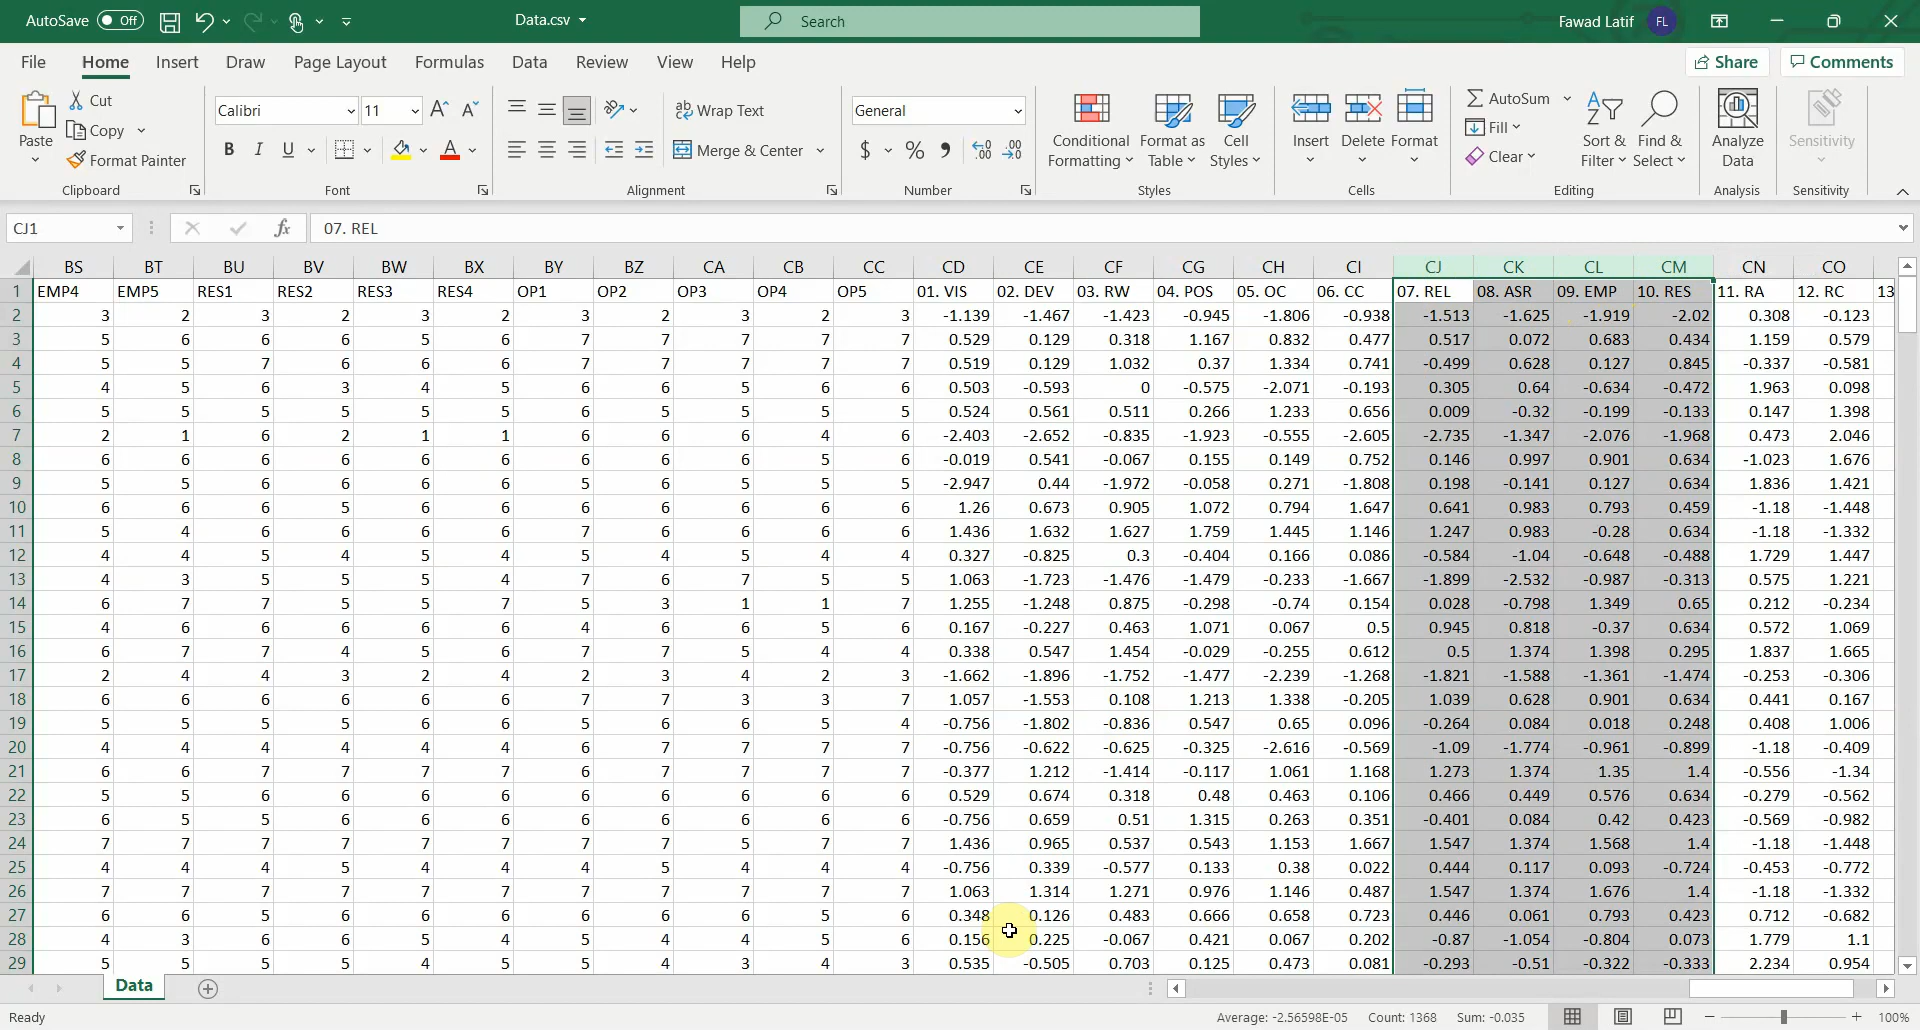 AutoSave Off Data.csv Search Fawad Latif FL
File Home Insert Draw Page Layout Formulas Data Review View Help Share Comments
Paste Cut Copy Format Painter Clipboard
Calibri 11 B I U A A A Font
ab Wrap Text Merge & Center Alignment
General $ % 9 Number
Conditional Formatting Format as Table Cell Styles Styles
Insert Delete Format Cells
AutoSum Fill Clear Sort & Filter Find & Select Editing
Analyze Data Analysis
Sensitivity Sensitivity
CJ1 fx 07. REL
BS BT BU BV BW BX BY BZ CA CB CC CD CE CF CG CH CI CJ CK CL CM CN CO
1 EMP4 EMP5 RES1 RES2 RES3 RES4 OP1 OP2 OP3 OP4 OP5 01. VIS 02. DEV 03. RW 04. POS 05. OC 06. CC 07. REL 08. ASR 09. EMP 10. RES 11. RA 12. RC 13
2 3 2 3 2 3 2 3 2 3 2 3 -1.139 -1.467 -1.423 -0.945 -1.806 -0.938 -1.513 -1.625 -1.919 -2.02 0.308 -0.123
3 5 6 6 6 5 6 7 7 7 7 7 0.529 0.129 0.318 1.167 0.832 0.477 0.517 0.072 0.683 0.434 1.159 0.579
4 5 5 7 6 6 6 7 7 7 7 7 0.519 0.129 1.032 0.37 1.334 0.741 -0.499 0.628 0.127 0.845 -0.337 -0.581
5 4 5 6 3 4 5 6 6 5 6 6 0.503 -0.593 0 -0.575 -2.071 -0.193 0.305 0.64 -0.634 -0.472 1.963 0.098
6 5 5 5 5 5 5 6 5 5 5 5 0.524 0.561 0.511 0.266 1.233 0.656 0.009 -0.32 -0.199 -0.133 0.147 1.398
7 2 1 6 2 1 1 6 6 6 4 6 -2.403 -2.652 -0.835 -1.923 -0.555 -2.605 -2.735 -1.347 -2.076 -1.968 0.473 2.046
8 6 6 6 6 6 6 6 6 6 5 6 -0.019 0.541 -0.067 0.155 0.149 0.752 0.146 0.997 0.901 0.634 -1.023 1.676
9 5 5 6 6 6 6 5 6 5 5 5 -2.947 0.44 -1.972 -0.058 0.271 -1.808 0.198 -0.141 0.127 0.634 1.836 1.421
10 6 6 6 5 6 6 6 6 6 6 6 1.26 0.673 0.905 1.072 0.794 1.647 0.641 0.983 0.793 0.459 -1.18 -1.448
11 5 4 6 6 6 6 7 6 6 6 6 1.436 1.632 1.627 1.759 1.445 1.146 1.247 0.983 -0.28 0.634 -1.18 -1.332
12 4 4 5 4 5 4 5 4 5 4 4 0.327 -0.825 0.3 -0.404 0.166 0.086 -0.584 -1.04 -0.648 -0.488 1.729 1.447
13 4 3 5 5 5 4 7 6 7 5 5 1.063 -1.723 -1.476 -1.479 -0.233 -1.667 -1.899 -2.532 -0.987 -0.313 0.575 1.221
14 6 7 7 5 5 7 5 3 1 1 7 1.255 -1.248 0.875 -0.298 -0.74 0.154 0.028 -0.798 1.349 0.65 0.212 -0.234
15 4 6 6 6 6 6 4 6 6 5 6 0.167 -0.227 0.463 1.071 0.067 0.5 0.945 0.818 -0.37 0.634 0.572 1.069
16 6 7 7 4 5 6 7 7 5 4 4 0.338 0.547 1.454 -0.029 -0.255 0.612 0.5 1.374 1.398 0.295 1.837 1.665
17 2 4 4 3 2 4 2 3 4 2 3 -1.662 -1.896 -1.752 -1.477 -2.239 -1.268 -1.821 -1.588 -1.361 -1.474 -0.253 -0.306
18 6 6 6 6 6 6 7 7 3 3 7 1.057 -1.553 0.108 1.213 1.338 -0.205 1.039 0.628 0.901 0.634 0.441 0.167
19 5 5 5 5 6 6 5 6 6 5 4 -0.756 -1.802 -0.836 0.547 0.65 0.096 -0.264 0.084 0.018 0.248 0.408 1.006
20 4 4 4 4 4 4 6 7 7 7 7 -0.756 -0.622 -0.625 -0.325 -2.616 -0.569 -1.09 -1.774 -0.961 -0.899 -1.18 -0.409
21 6 6 7 7 7 7 6 7 7 7 7 -0.377 1.212 -1.414 -0.117 1.061 1.168 1.273 1.374 1.35 1.4 -0.556 -1.34
22 5 5 6 6 6 6 6 6 6 6 6 0.529 0.674 0.318 0.48 0.463 0.106 0.466 0.449 0.576 0.634 -0.279 -0.562
23 6 5 5 6 6 6 6 6 6 6 6 -0.756 0.659 0.51 1.315 0.263 0.351 -0.401 0.084 0.42 0.423 -0.569 -0.982
24 7 7 7 7 7 7 7 7 5 7 7 1.436 0.965 0.537 0.543 1.153 1.667 1.547 1.374 1.568 1.4 -1.18 -1.448
25 4 4 4 5 4 4 4 5 4 4 4 -0.756 0.339 -0.577 0.133 0.38 0.022 0.444 0.117 0.093 -0.724 -0.453 -0.772
26 7 7 7 7 7 7 7 7 7 7 7 1.063 1.314 1.271 0.976 1.146 0.487 1.547 1.374 1.676 1.4 -1.18 -1.332
27 6 6 5 6 6 6 6 6 6 5 6 0.348 0.126 0.483 0.666 0.658 0.723 0.446 0.061 0.793 0.423 0.712 -0.682
28 4 3 6 6 5 4 5 4 4 5 6 0.156 0.225 -0.067 0.421 0.067 0.202 -0.87 -1.054 -0.804 0.073 1.779 1.1
29 5 5 5 5 4 5 5 4 3 4 3 0.535 -0.505 0.703 0.125 0.473 0.081 -0.293 -0.51 -0.322 -0.333 2.234 0.954
Data
Ready Average: -2.56598E-05 Count: 1368 Sum: -0.035 100%